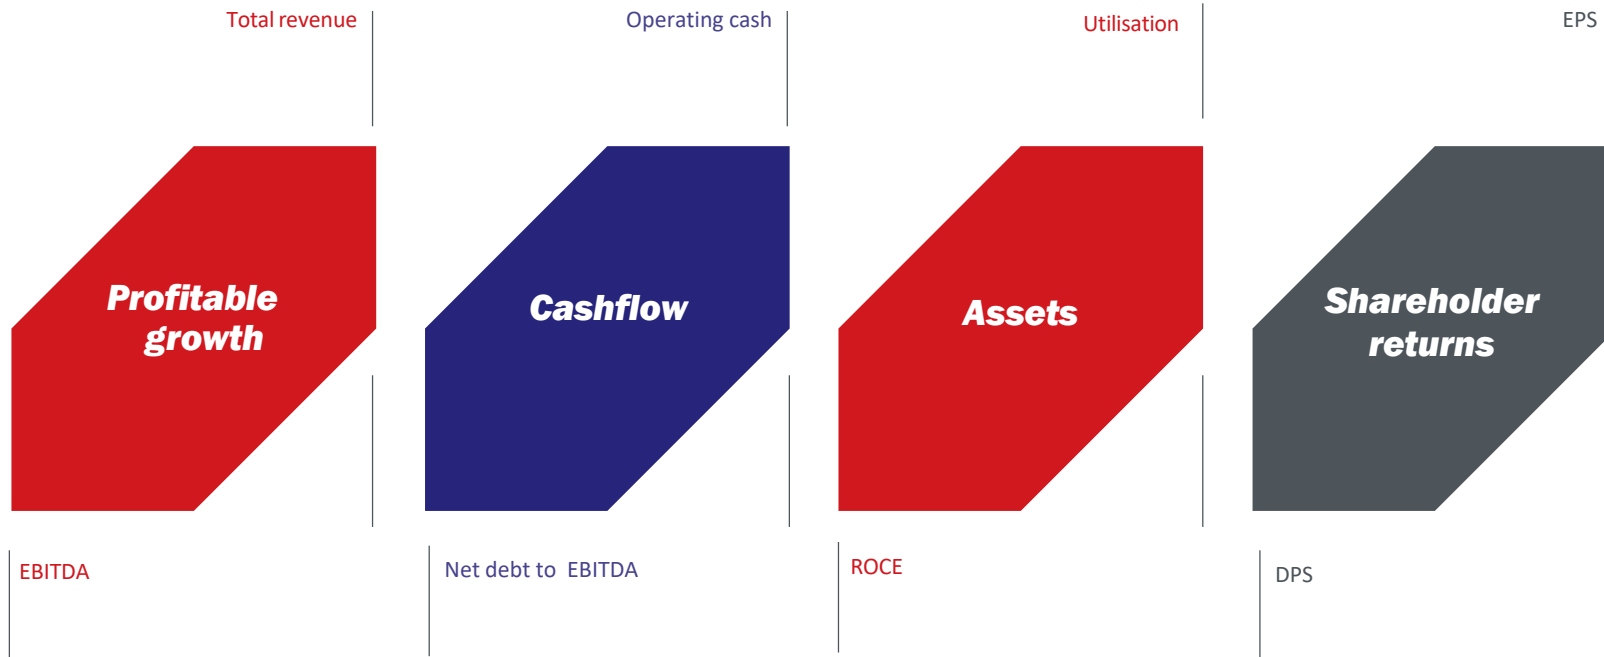 Total revenue
Operating cash
Utilisation
EPS
Profitable
growth
Cashflow
Assets
Shareholder
returns
EBITDA
Net debt to  EBITDA
ROCE
DPS